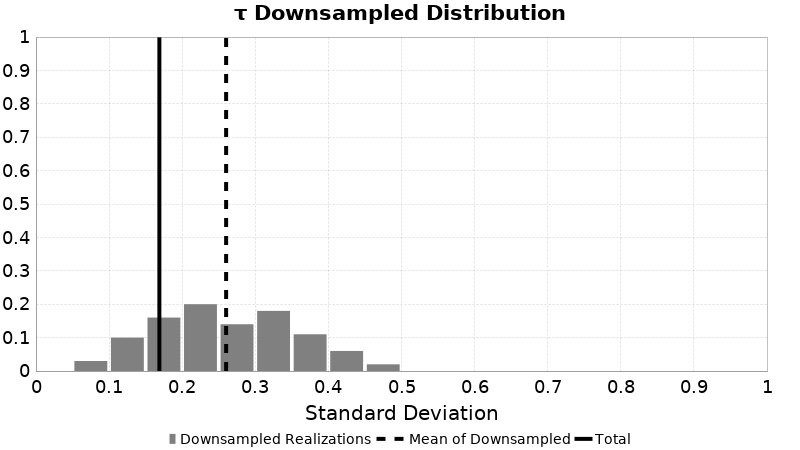 τ Downsampled Distribution
1
0.9
0.8
0.7
0.6
0.5
0.4
0.3
0.2
0.1
0
0 0.1 0.2 0.3 0.4 0.5 0.6 0.7 0.8 0.9 1
Standard Deviation
Downsampled Realizations Mean of Downsampled Total